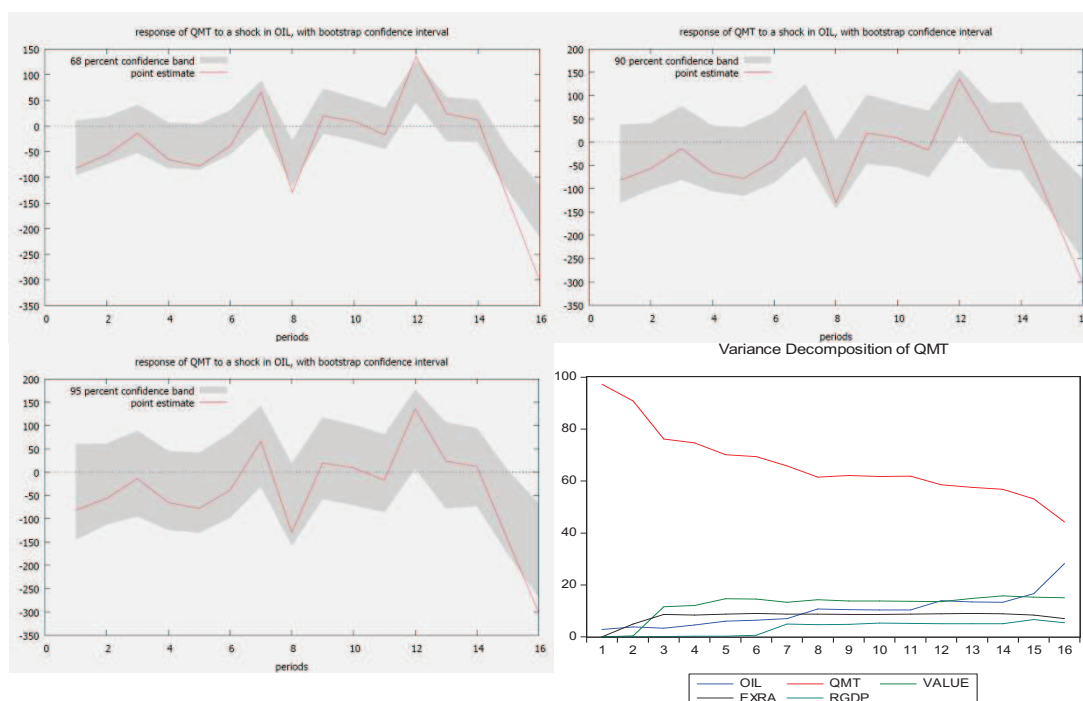 response of QMT to a shock in OIL, with bootstrap confidence interval
68 percent confidence band
point estimate
150
100
50
0
-50
-100
-150
-200
-250
-300
-350
0 2 4 6 8 10 12 14 16
periods
response of QMT to a shock in OIL, with bootstrap confidence interval
90 percent confidence band
point estimate
200
150
100
50
0
-50
-100
-150
-200
-250
-300
-350
0 2 4 6 8 10 12 14
periods
response of QMT to a shock in OIL, with bootstrap confidence interval
95 percent confidence band
point estimate
200
150
100
50
0
-50
-100
-150
-200
-250
-300
-350
0 2 4 6 8 10 12 14 16
periods
Variance Decomposition of QMT
100
80
60
40
20
0
1 2 3 4 5 6 7 8 9 10 11 12 13 14 15 16
OIL QMT VALUE
EXRA RGDP